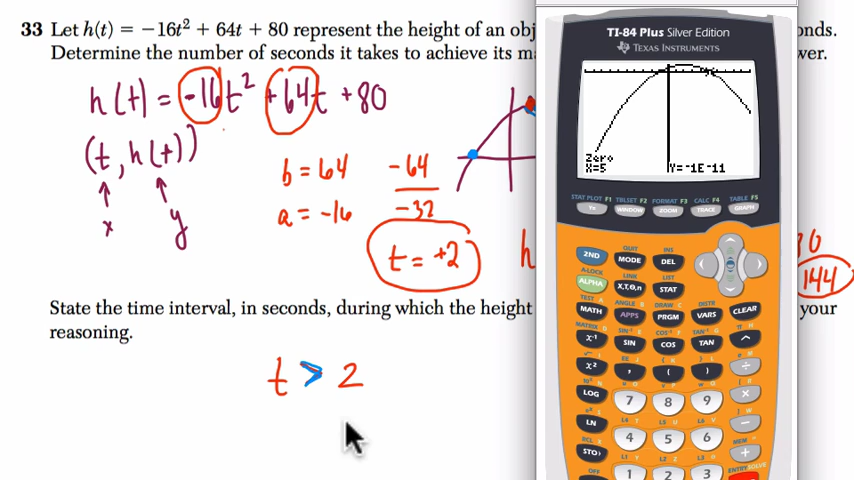 33 Let h(t) = −16t² + 64t + 80 represent the height of an obj
onds.
Determine the number of seconds it takes to achieve its m
wer.
h(t) = -16t² +64t +80
(t, h(t))
x
y
b = 64
a = -16
-64
-32
t = +2
h
144
State the time interval, in seconds, during which the height
your
reasoning.
t > 2
TI-84 Plus Silver Edition
TEXAS INSTRUMENTS
Zero
X=5
Y=-1E-11
STAT PLOT F1 TBLSET F2 FORMAT F3 CALC F4 TABLE F5
Y= WINDOW ZOOM TRACE GRAPH
QUIT INS
2ND MODE DEL
A-LOCK LINK LIST
ALPHA X,T,Θ,n STAT
TEST A ANGLE B DRAW C DISTR
MATH APPS PRGM VARS CLEAR
MATRIX D SIN⁻¹ E COS⁻¹ F TAN⁻¹ G π H
x⁻¹ SIN COS TAN ^
x² , ( ) ÷
LOG 7 8 9 ×
LN 4 5 6 −
STO› 1 2 3 +
OFF
ENTRY SOLVE